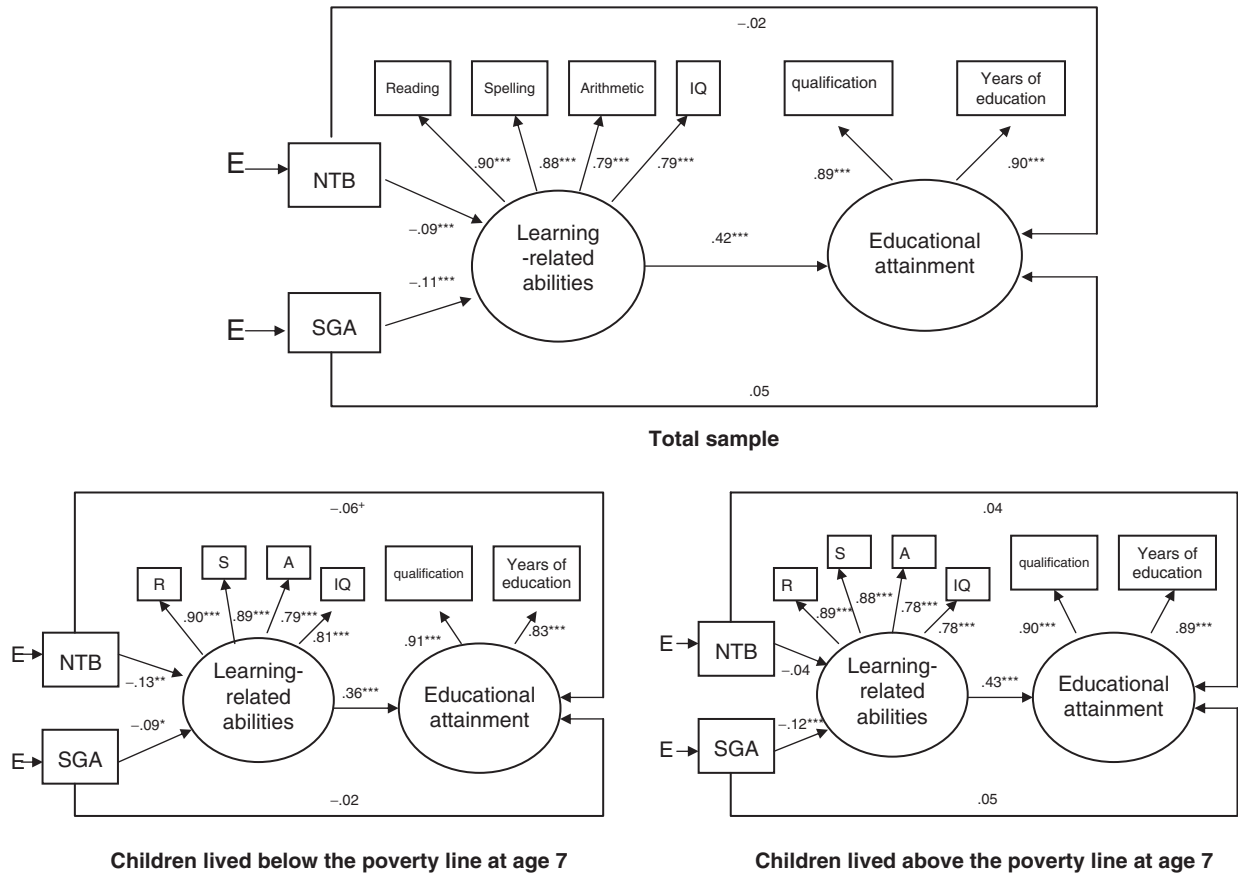 –.02
Reading
Spelling
Arithmetic
IQ
qualification
Years of
education
E
NTB
.90***
.88***
.79***
.79***
.89***
.90***
–.09***
Learning
-related
abilities
.42***
Educational
attainment
–.11***
E
SGA
.05
Total sample
–.06+
R
S
A
IQ
qualification
Years of
education
.90***
.89***
.79***
.81***
.91***
.83***
E
NTB
–.13**
Learning-
related
abilities
.36***
Educational
attainment
–.09*
E
SGA
–.02
Children lived below the poverty line at age 7
.04
R
S
A
IQ
qualification
Years of
education
.89***
.88***
.78***
.78***
.90***
.89***
E
NTB
–.04
Learning-
related
abilities
.43***
Educational
attainment
–.12***
E
SGA
.05
Children lived above the poverty line at age 7